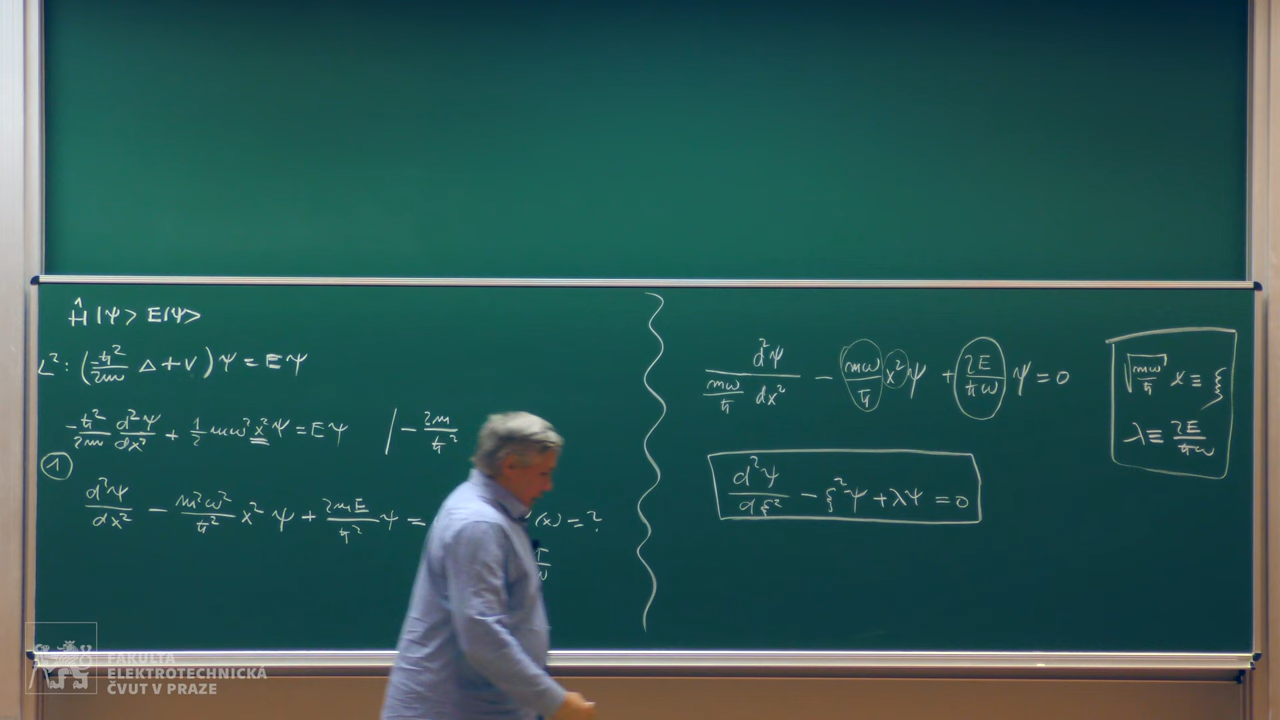 Ĥ|ψ> E|ψ>
L²: (-ħ²/2m Δ + V) ψ = E ψ
-ħ²/2m d²ψ/dx² + 1/2 mω² x² ψ = E ψ |- 2m/ħ²
①
d²ψ/dx² - m²ω²/ħ² x² ψ + 2mE/ħ² ψ = (x) = ?
d²ψ/(mω/ħ dx²) - mω/ħ x² ψ + 2E/ħω ψ = 0
d²ψ/dξ² - ξ²ψ + λψ = 0
√(mω/ħ) x ≡ ξ
λ ≡ 2E/ħω
FAKULTA
ELEKTROTECHNICKÁ
ČVUT V PRAZE